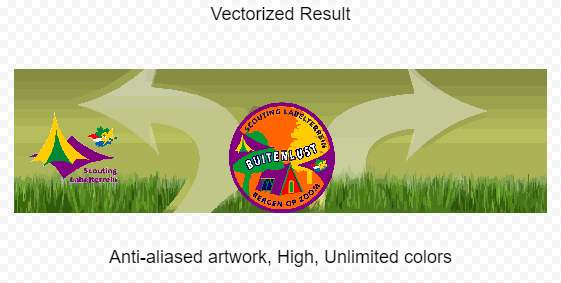 Vectorized Result
SCOUTING LABELTERREIN
BUITENLUST
BERGEN OP ZOOM
Scouting
Labelterrein
Anti-aliased artwork, High, Unlimited colors